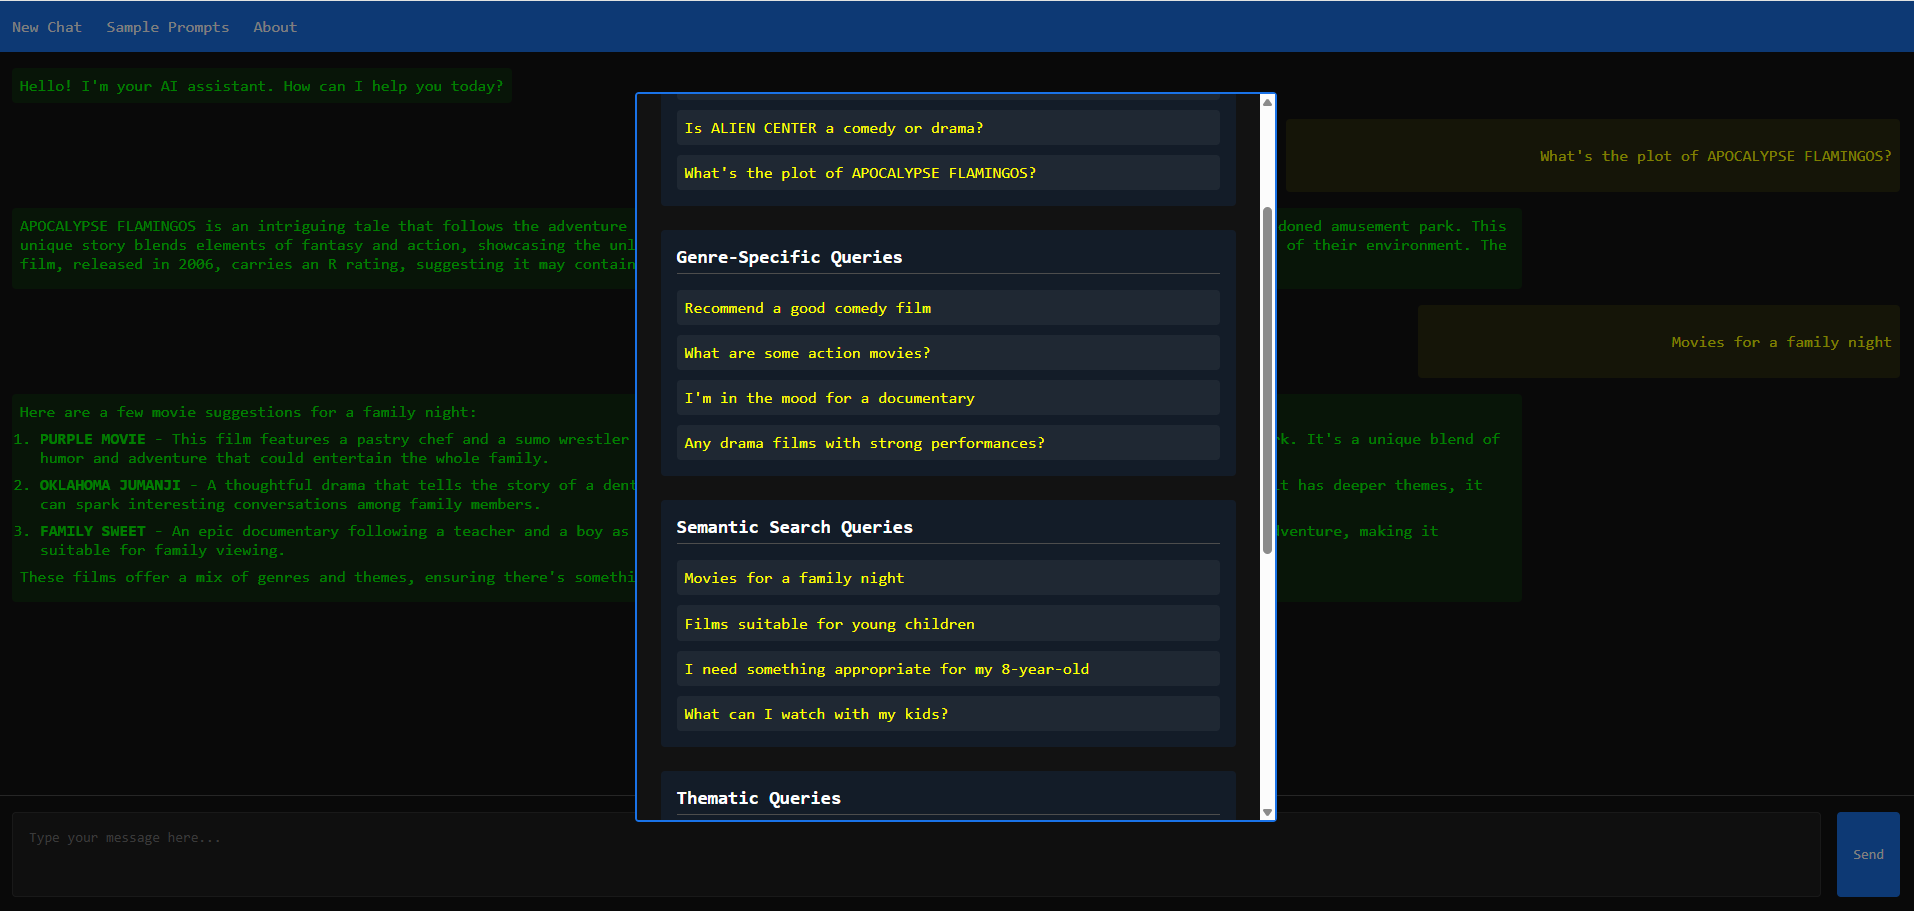 New Chat Sample Prompts About
Hello! I'm your AI assistant. How can I help you today?
What's the plot of APOCALYPSE FLAMINGOS?
APOCALYPSE FLAMINGOS is an intriguing tale that follows the adventure doned amusement park. This
unique story blends elements of fantasy and action, showcasing the unl of their environment. The
film, released in 2006, carries an R rating, suggesting it may contain
Movies for a family night
Here are a few movie suggestions for a family night:
1. PURPLE MOVIE - This film features a pastry chef and a sumo wrestler rk. It's a unique blend of
humor and adventure that could entertain the whole family.
2. OKLAHOMA JUMANJI - A thoughtful drama that tells the story of a dent it has deeper themes, it
can spark interesting conversations among family members.
3. FAMILY SWEET - An epic documentary following a teacher and a boy as dventure, making it
suitable for family viewing.
These films offer a mix of genres and themes, ensuring there's somethi
Is ALIEN CENTER a comedy or drama?
What's the plot of APOCALYPSE FLAMINGOS?
Genre-Specific Queries
Recommend a good comedy film
What are some action movies?
I'm in the mood for a documentary
Any drama films with strong performances?
Semantic Search Queries
Movies for a family night
Films suitable for young children
I need something appropriate for my 8-year-old
What can I watch with my kids?
Thematic Queries
Type your message here...
Send